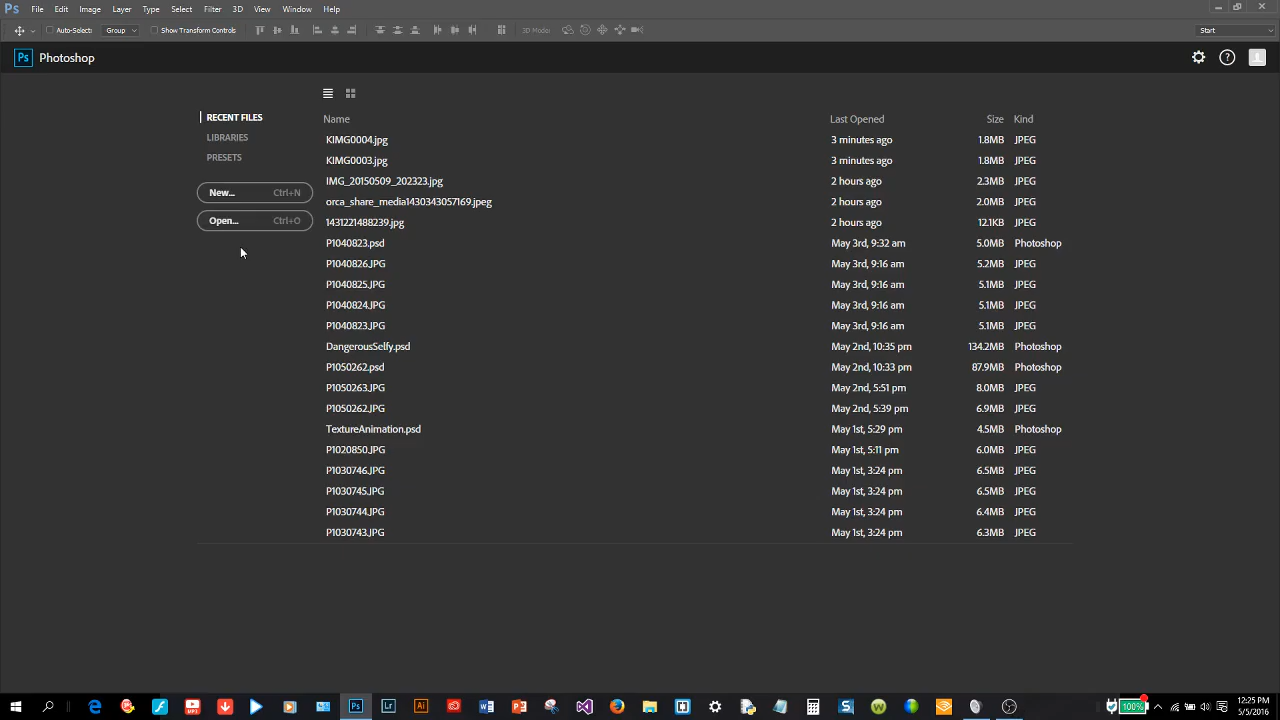 Ps File Edit Image Layer Type Select Filter 3D View Window Help
Auto-Select: Group Show Transform Controls 3D Mode: Start
Ps Photoshop ?
RECENT FILES
LIBRARIES
PRESETS
New... Ctrl+N
Open... Ctrl+O
Name Last Opened Size Kind
KIMG0004.jpg 3 minutes ago 1.8MB JPEG
KIMG0003.jpg 3 minutes ago 1.8MB JPEG
IMG_20150509_202323.jpg 2 hours ago 2.3MB JPEG
orca_share_media1430343057169.jpeg 2 hours ago 2.0MB JPEG
1431221488239.jpg 2 hours ago 12.1KB JPEG
P1040823.psd May 3rd, 9:32 am 5.0MB Photoshop
P1040826.JPG May 3rd, 9:16 am 5.2MB JPEG
P1040825.JPG May 3rd, 9:16 am 5.1MB JPEG
P1040824.JPG May 3rd, 9:16 am 5.1MB JPEG
P1040823.JPG May 3rd, 9:16 am 5.1MB JPEG
DangerousSelfy.psd May 2nd, 10:35 pm 134.2MB Photoshop
P1050262.psd May 2nd, 10:33 pm 87.9MB Photoshop
P1050263.JPG May 2nd, 5:51 pm 8.0MB JPEG
P1050262.JPG May 2nd, 5:39 pm 6.9MB JPEG
TextureAnimation.psd May 1st, 5:29 pm 4.5MB Photoshop
P1020850.JPG May 1st, 5:11 pm 6.0MB JPEG
P1030746.JPG May 1st, 3:24 pm 6.5MB JPEG
P1030745.JPG May 1st, 3:24 pm 6.5MB JPEG
P1030744.JPG May 1st, 3:24 pm 6.4MB JPEG
P1030743.JPG May 1st, 3:24 pm 6.3MB JPEG
MP3 Ps Lr Ai 100% 12:25 PM
5/5/2016